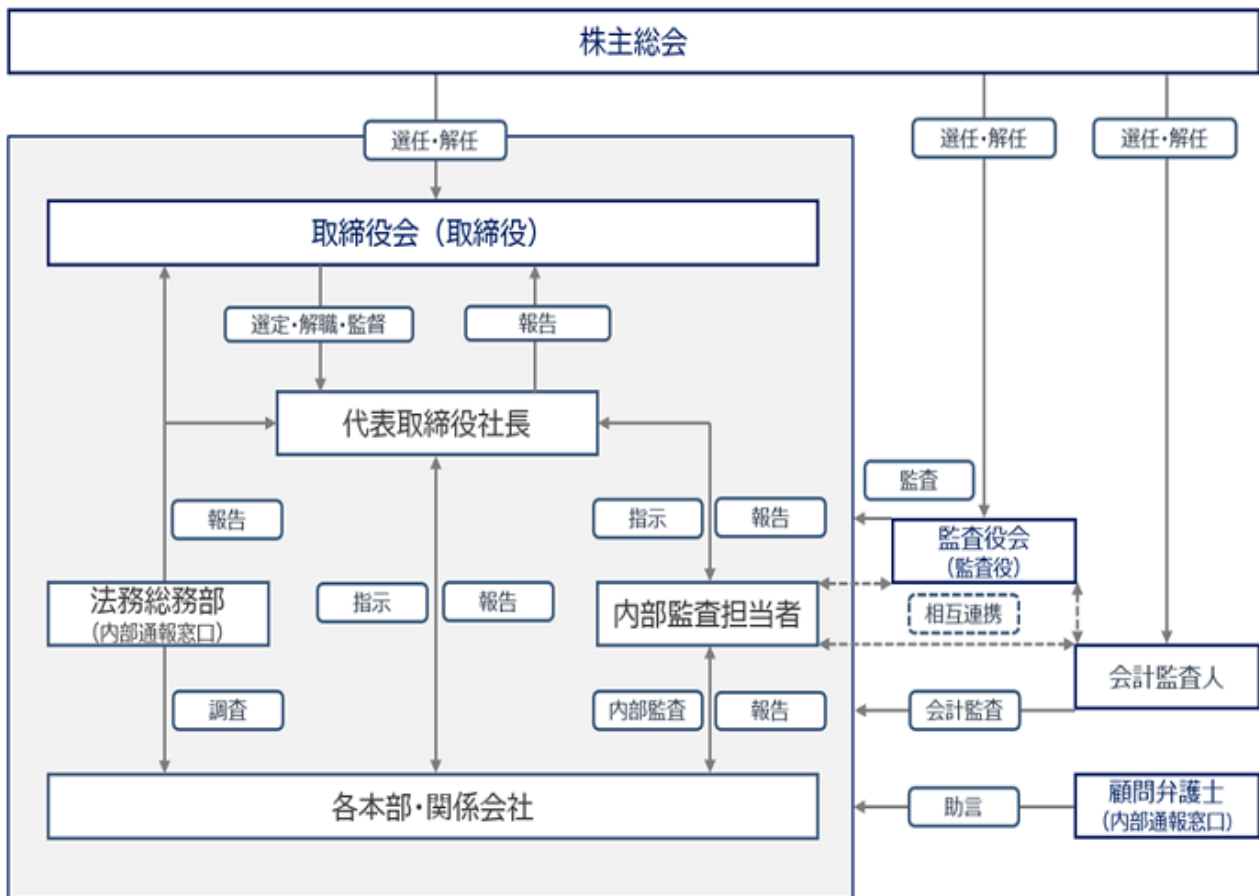 株主総会
選任・解任
選任・解任
選任・解任
取締役会（取締役）
選定・解職・監督
報告
代表取締役社長
監査
報告
指示
報告
監査役会
（監査役）
法務総務部
（内部通報窓口）
指示
報告
内部監査担当者
相互連携
会計監査人
調査
内部監査
報告
会計監査
各本部・関係会社
助言
顧問弁護士
（内部通報窓口）